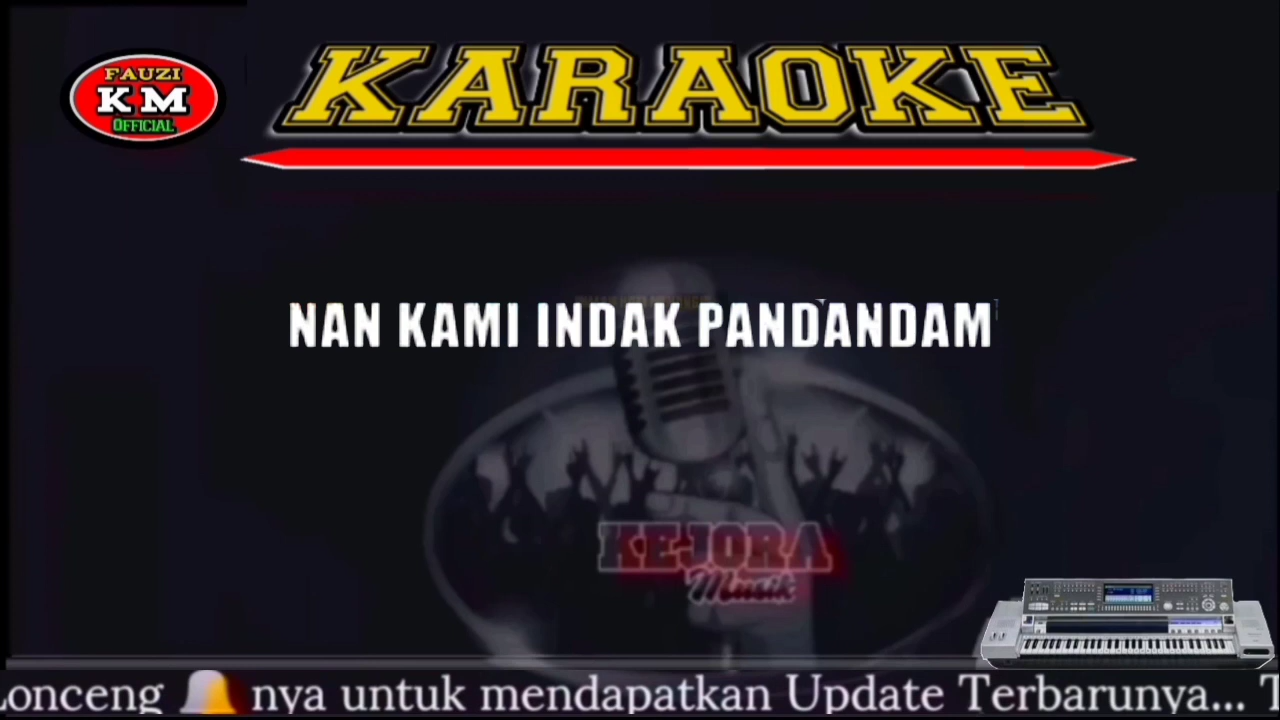 FAUZI
KM
OFFICIAL
KARAOKE
NAN KAMI INDAK PANDANDAM
KEJORA
Musik
Lonceng 🔔 nya untuk mendapatkan Update Terbarunya... T